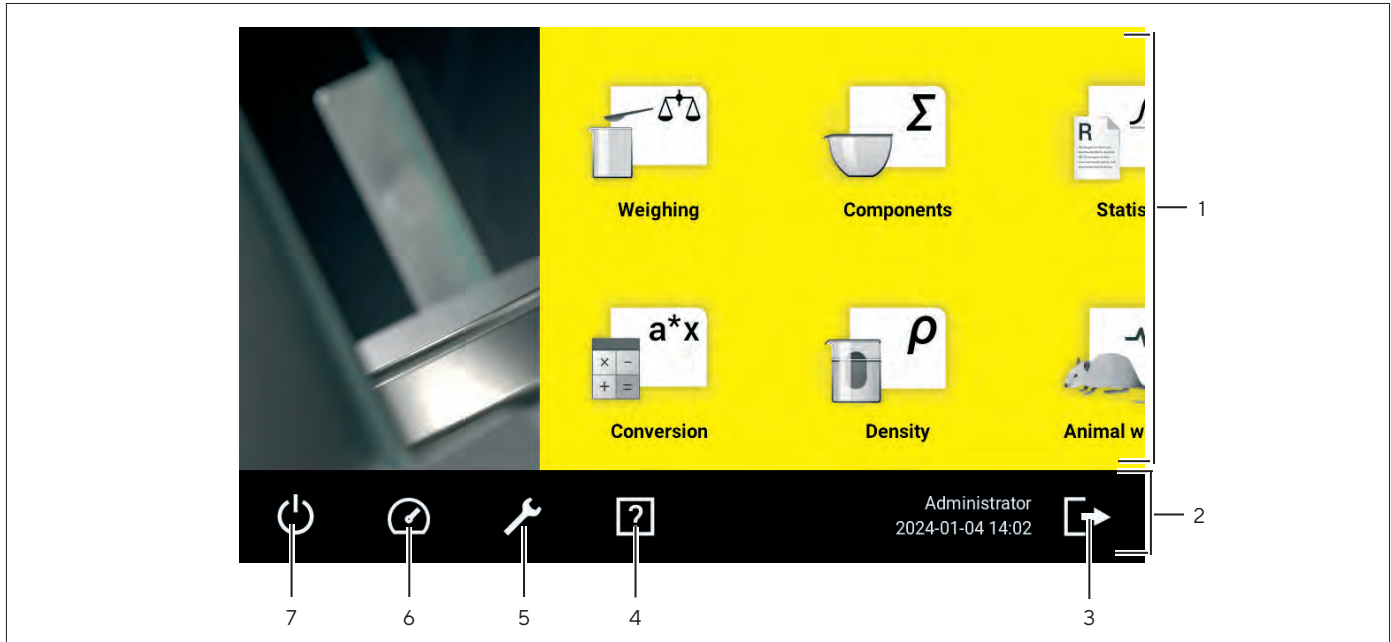 Σ
R
Weighing
Components
Statis
1
a*x
ρ
× −
+ =
Conversion
Density
Animal w
?
Administrator
2024-01-04 14:02
2
7
6
5
4
3